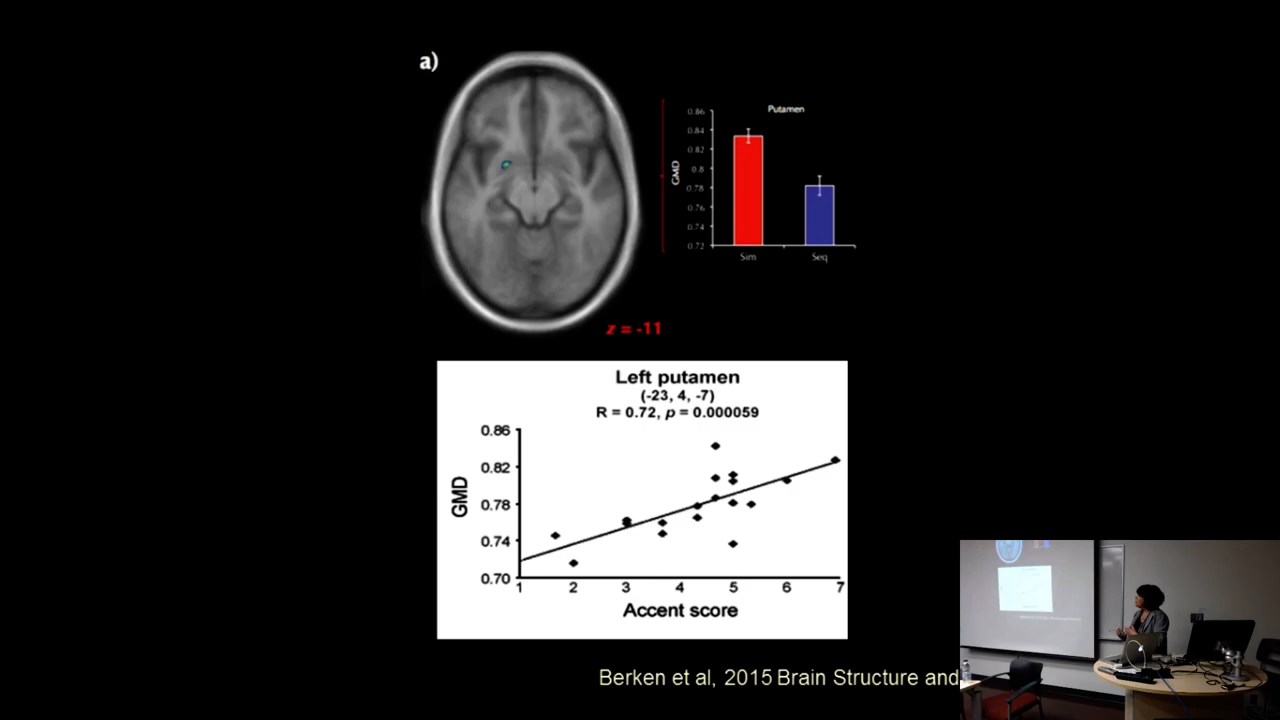 a)
Putamen
0.86
0.84
0.82
0.8
0.78
0.76
0.74
0.72
GMD
Sim
Seq
z = -11
Left putamen
(-23, 4, -7)
R = 0.72, p = 0.000059
0.86
0.82
0.78
0.74
0.70
GMD
1 2 3 4 5 6 7
Accent score
Berken et al, 2015 Brain Structure and